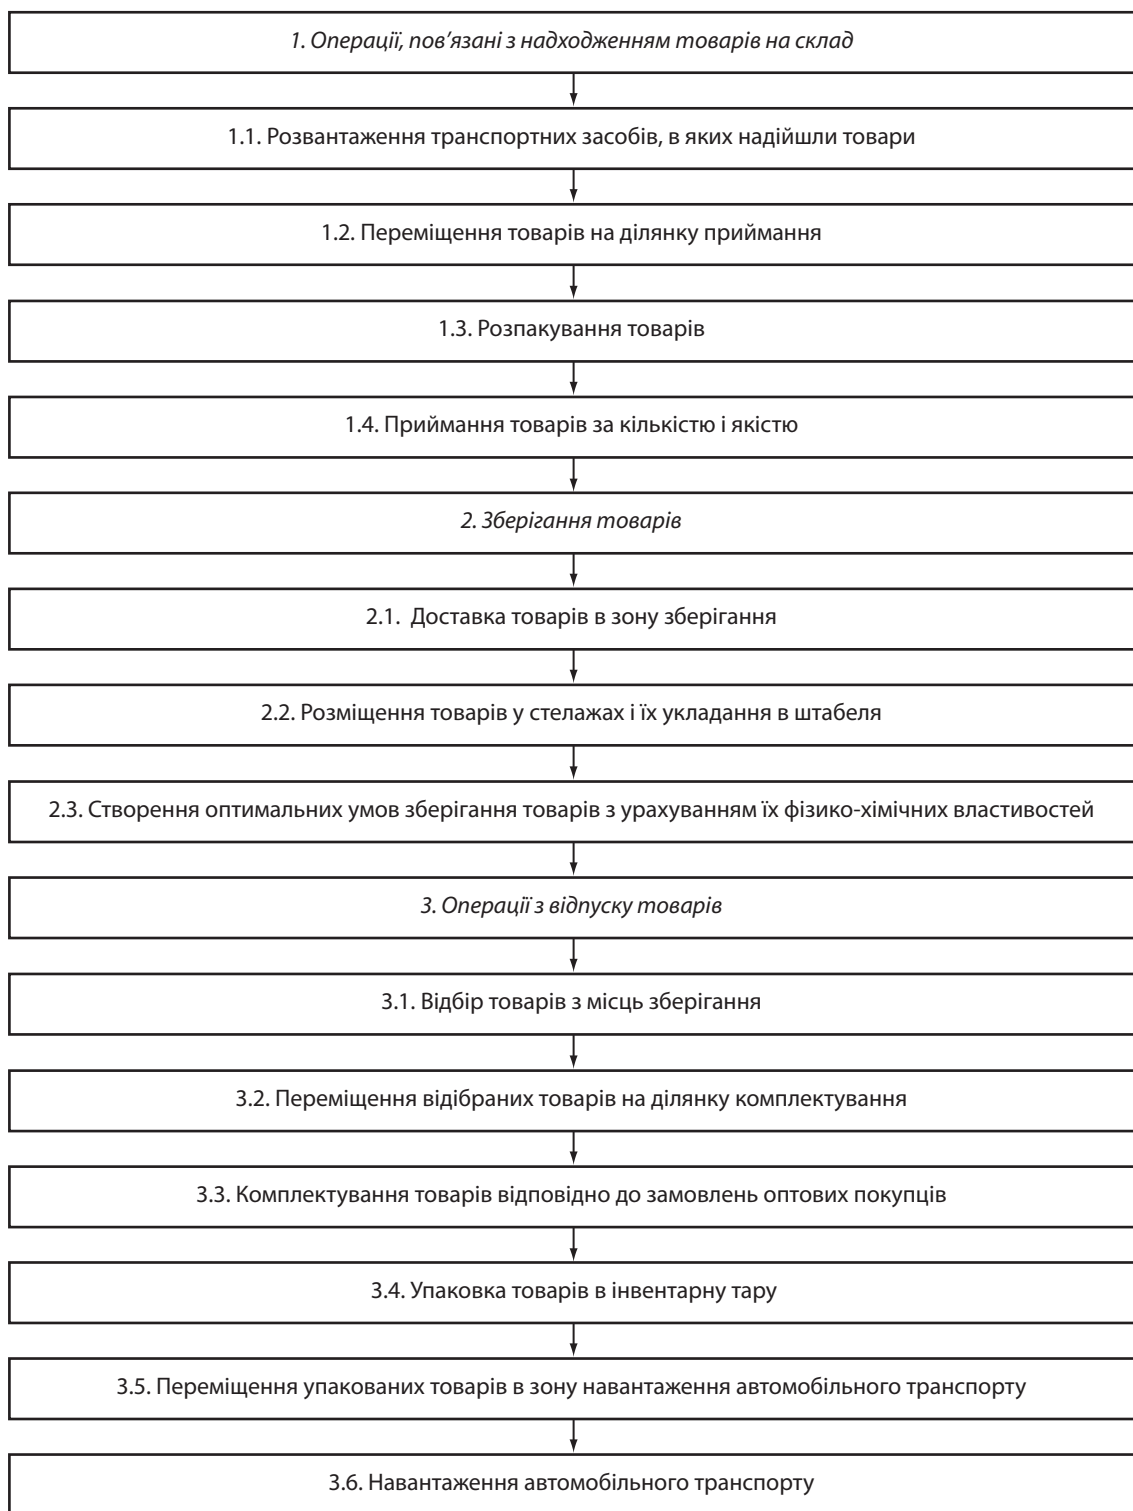 1. Операції, пов’язані з надходженням товарів на склад
1.1. Розвантаження транспортних засобів, в яких надійшли товари
1.2. Переміщення товарів на ділянку приймання
1.3. Розпакування товарів
1.4. Приймання товарів за кількістю і якістю
2. Зберігання товарів
2.1. Доставка товарів в зону зберігання
2.2. Розміщення товарів у стелажах і їх укладання в штабеля
2.3. Створення оптимальних умов зберігання товарів з урахуванням їх фізико-хімічних властивостей
3. Операції з відпуску товарів
3.1. Відбір товарів з місць зберігання
3.2. Переміщення відібраних товарів на ділянку комплектування
3.3. Комплектування товарів відповідно до замовлень оптових покупців
3.4. Упаковка товарів в інвентарну тару
3.5. Переміщення упакованих товарів в зону навантаження автомобільного транспорту
3.6. Навантаження автомобільного транспорту